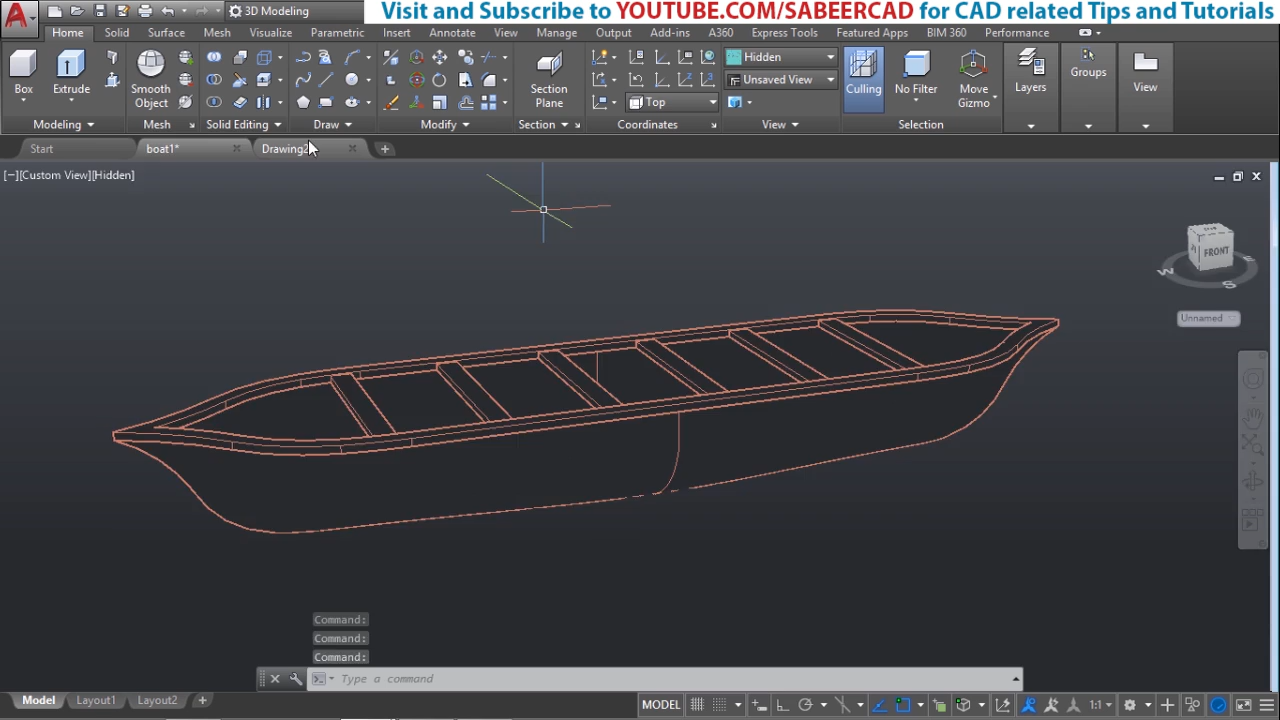 Visit and Subscribe to YOUTUBE.COM/SABEERCAD for CAD related Tips and Tutorials
3D Modeling
Home Solid Surface Mesh Visualize Parametric Insert Annotate View Manage Output Add-ins A360 Express Tools Featured Apps BIM 360 Performance
Hidden
Unsaved View
Top
Box Extrude Smooth Object Section Plane Culling No Filter Move Gizmo Layers Groups View
Modeling Mesh Solid Editing Draw Modify Section Coordinates View Selection
Start boat1* Drawing2
[−][Custom View][Hidden]
FRONT
W S E
Unnamed
Command:
Command:
Command:
Type a command
Model Layout1 Layout2 MODEL 1:1